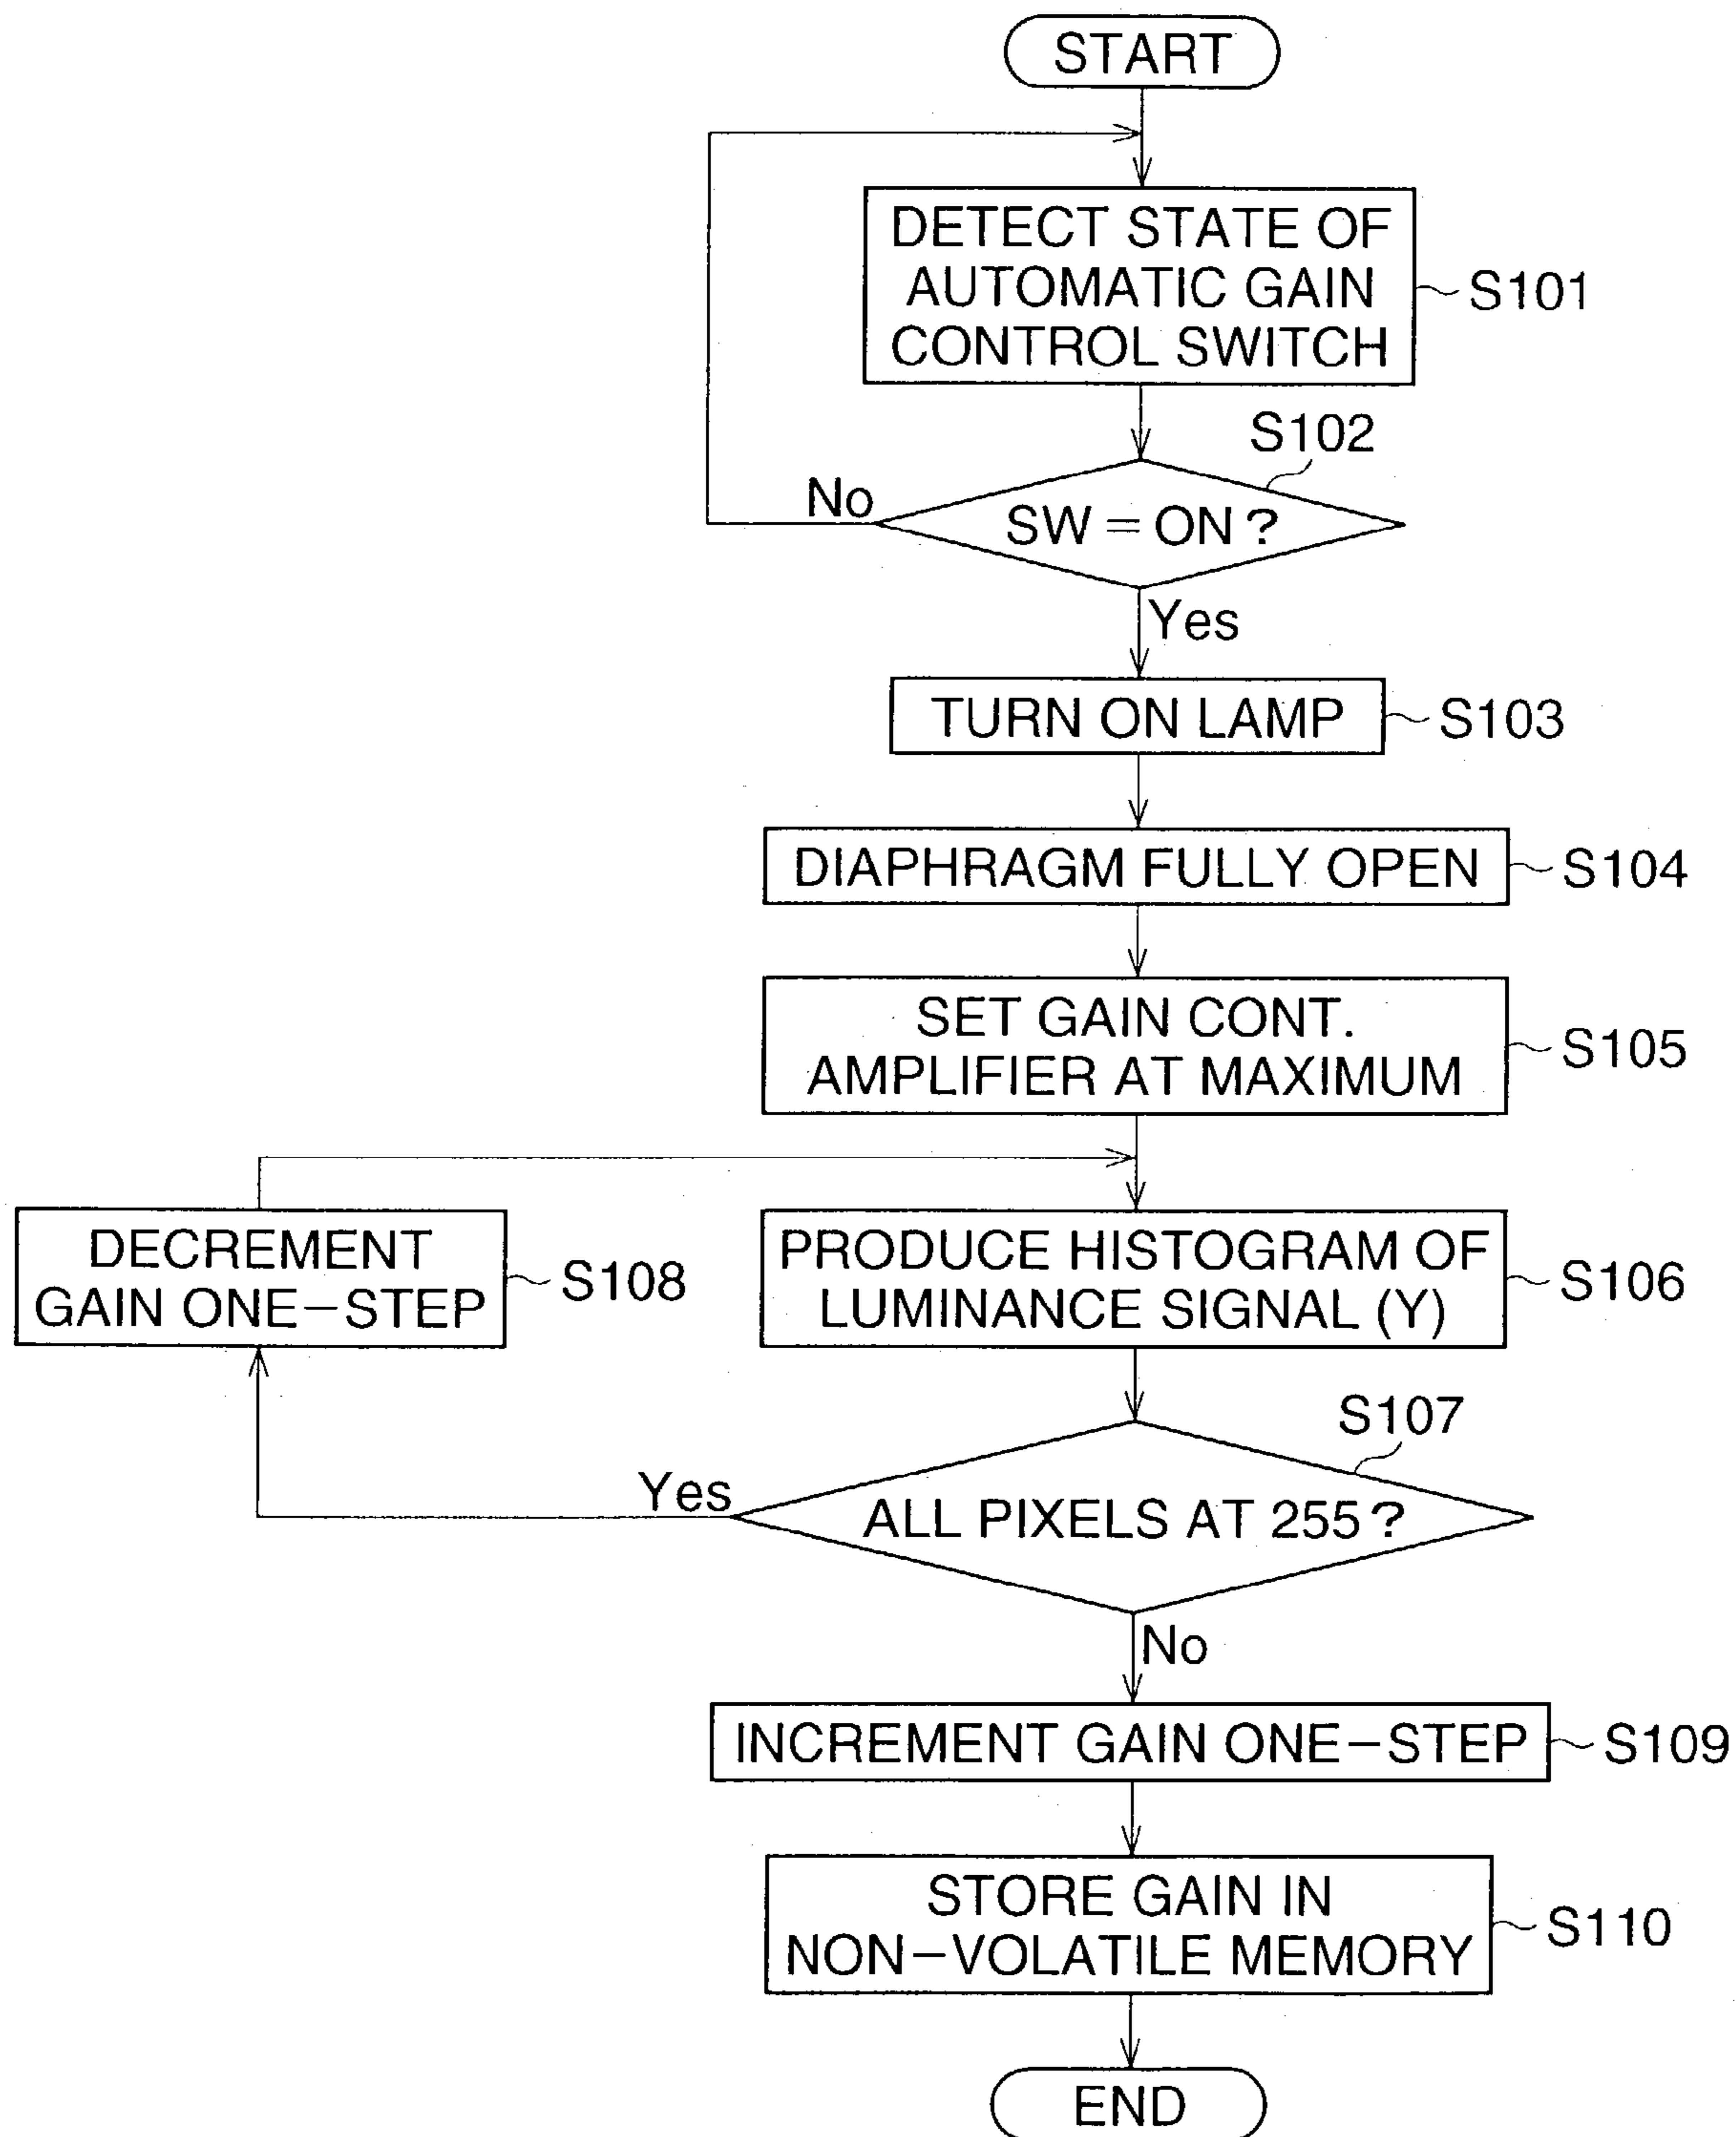 START
DETECT STATE OF
AUTOMATIC GAIN
CONTROL SWITCH
S101
S102
No
SW = ON ?
Yes
TURN ON LAMP
S103
DIAPHRAGM FULLY OPEN
S104
SET GAIN CONT.
AMPLIFIER AT MAXIMUM
S105
DECREMENT
GAIN ONE-STEP
S108
PRODUCE HISTOGRAM OF
LUMINANCE SIGNAL (Y)
S106
S107
Yes
ALL PIXELS AT 255 ?
No
INCREMENT GAIN ONE-STEP
S109
STORE GAIN IN
NON-VOLATILE MEMORY
S110
END